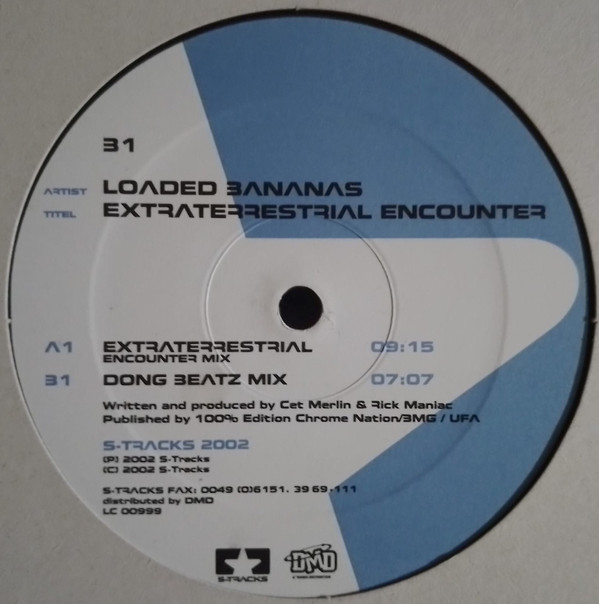 B1
ARTIST LOADED BANANAS
TITEL EXTRATERRESTRIAL ENCOUNTER
A1 EXTRATERRESTRIAL 09:15
ENCOUNTER MIX
B1 DONG BEATZ MIX 07:07
Written and produced by Cet Merlin & Rick Maniac
Published by 100% Edition Chrome Nation/BMG / UFA
S-TRACKS 2002
(P) 2002 S-Tracks
(C) 2002 S-Tracks
S-TRACKS FAX: 0049 (0)6151. 39 69-111
distributed by DMD
LC 00999
S-TRACKS
DMD